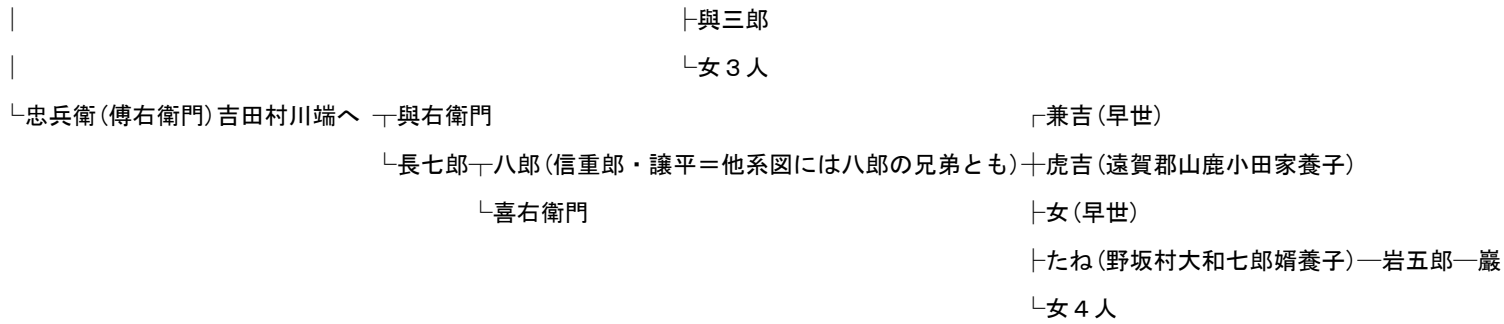 │ ├與三郎
│ └女3人
└忠兵衛(傅右衛門)吉田村川端へ ┬與右衛門 ┌兼吉(早世)
└長七郎┬八郎(信重郎・譲平=他系図には八郎の兄弟とも)┼虎吉(遠賀郡山鹿小田家養子)
└喜右衛門 ├女(早世)
├たね(野坂村大和七郎婿養子)─岩五郎─巖
└女4人